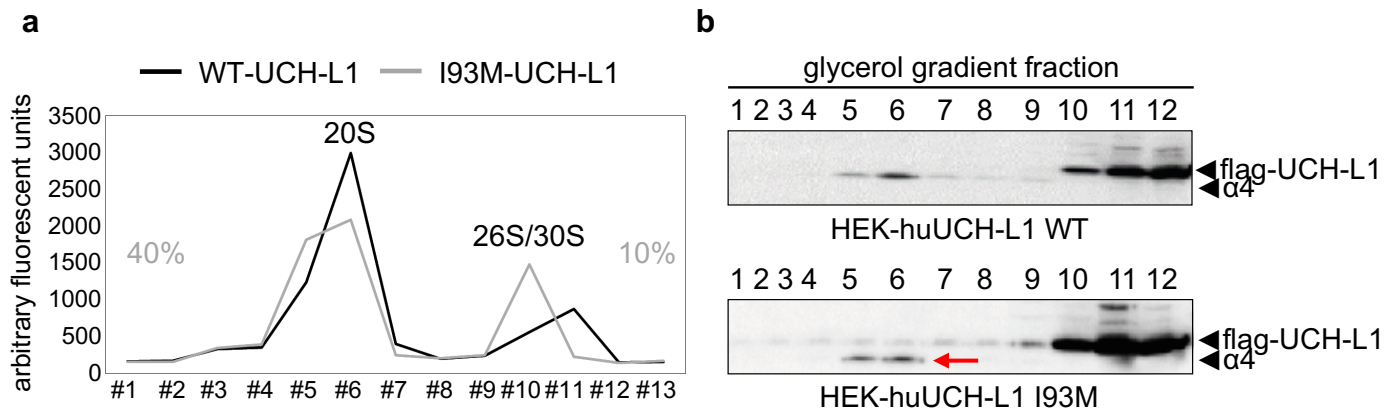 a
WT-UCH-L1 I93M-UCH-L1
arbitrary fluorescent units
3500
3000
2500
2000
1500
1000
500
0
20S
26S/30S
40%
10%
#1 #2 #3 #4 #5 #6 #7 #8 #9 #10 #11 #12 #13
b
glycerol gradient fraction
1 2 3 4 5 6 7 8 9 10 11 12
flag-UCH-L1
α4
HEK-huUCH-L1 WT
1 2 3 4 5 6 7 8 9 10 11 12
flag-UCH-L1
α4
HEK-huUCH-L1 I93M